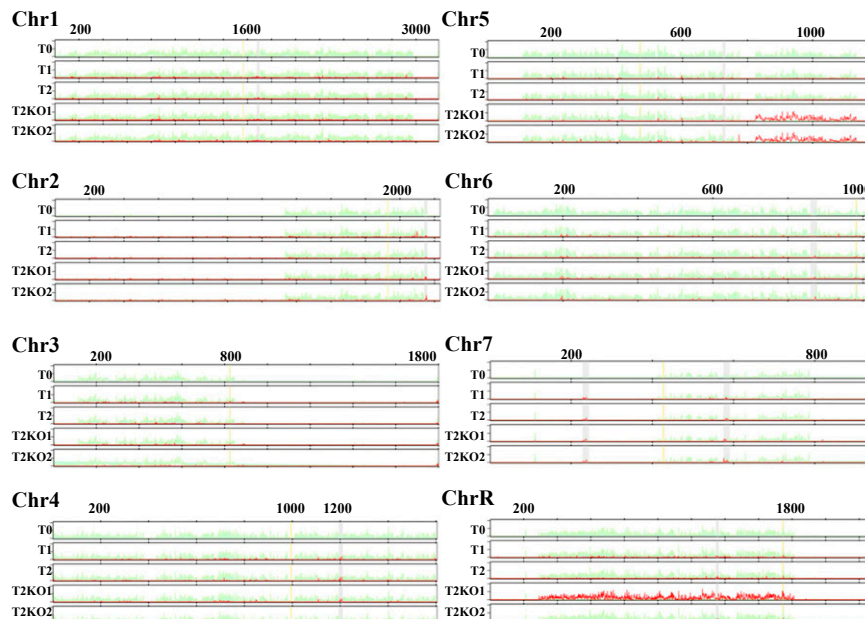 Chr1
200 1600 3000
T0
T1
T2
T2KO1
T2KO2
Chr2
200 2000
T0
T1
T2
T2KO1
T2KO2
Chr3
200 800 1800
T0
T1
T2
T2KO1
T2KO2
Chr4
200 1000 1200
T0
T1
T2
T2KO1
T2KO2
Chr5
200 600 1000
T0
T1
T2
T2KO1
T2KO2
Chr6
200 600 1000
T0
T1
T2
T2KO1
T2KO2
Chr7
200 800
T0
T1
T2
T2KO1
T2KO2
ChrR
200 1800
T0
T1
T2
T2KO1
T2KO2